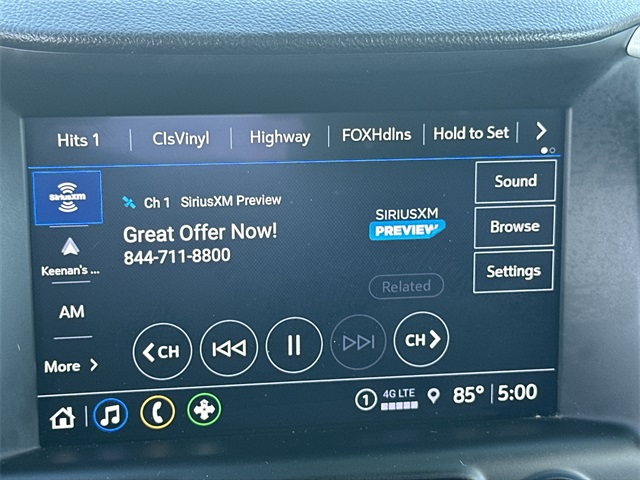 Hits 1
ClsVinyl
Highway
FOXHdlns
Hold to Set
SiriusXM
Ch 1 SiriusXM Preview
Great Offer Now!
844-711-8800
SIRIUSXM
PREVIEW
Related
Sound
Browse
Settings
Keenan's ...
AM
More
CH
CH
1 4G LTE 85° 5:00